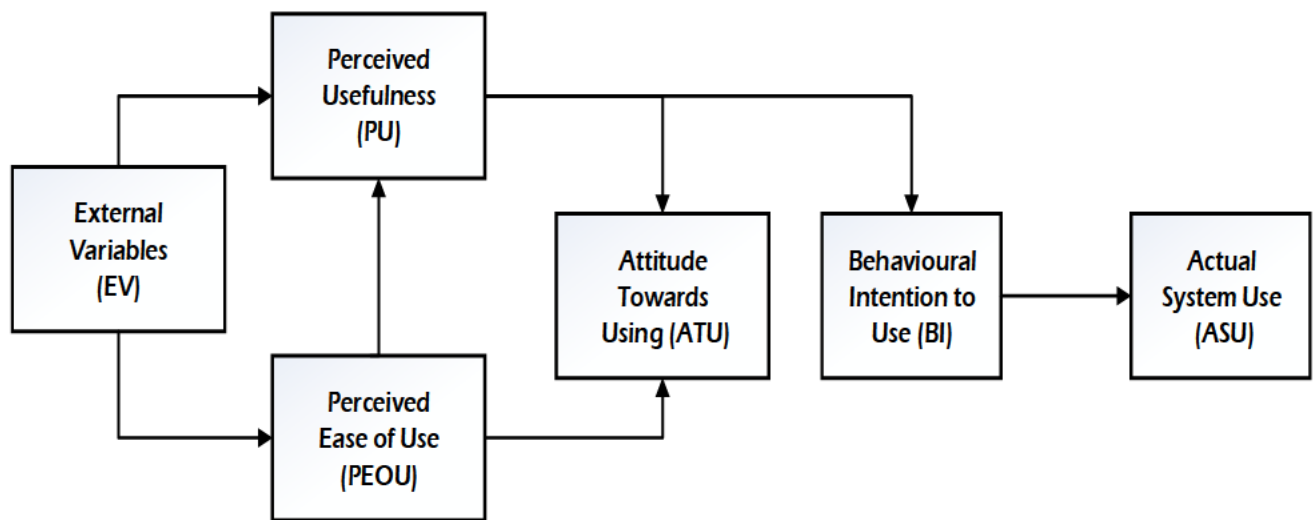 Perceived
Usefulness
(PU)
External
Variables
(EV)
Attitude
Towards
Using (ATU)
Behavioural
Intention to
Use (BI)
Actual
System Use
(ASU)
Perceived
Ease of Use
(PEOU)